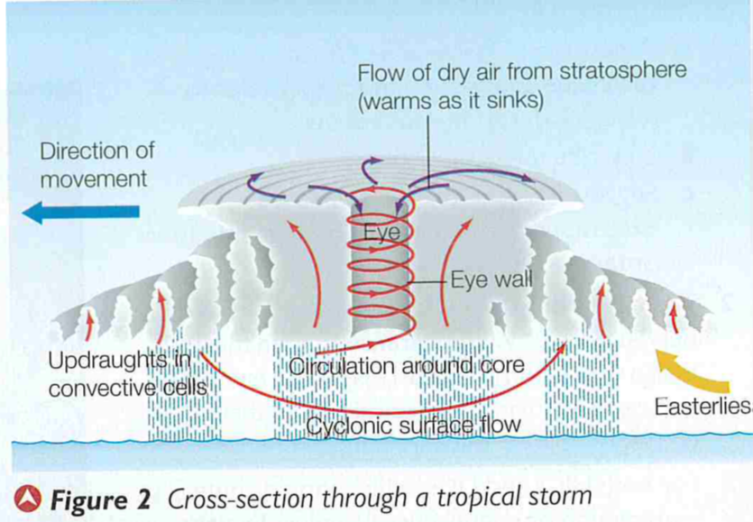 Flow of dry air from stratosphere
(warms as it sinks)
Direction of
movement
Eye
Eye wall
Updraughts in
convective cells
Circulation around core
Easterlies
Cyclonic surface flow
Figure 2 Cross-section through a tropical storm